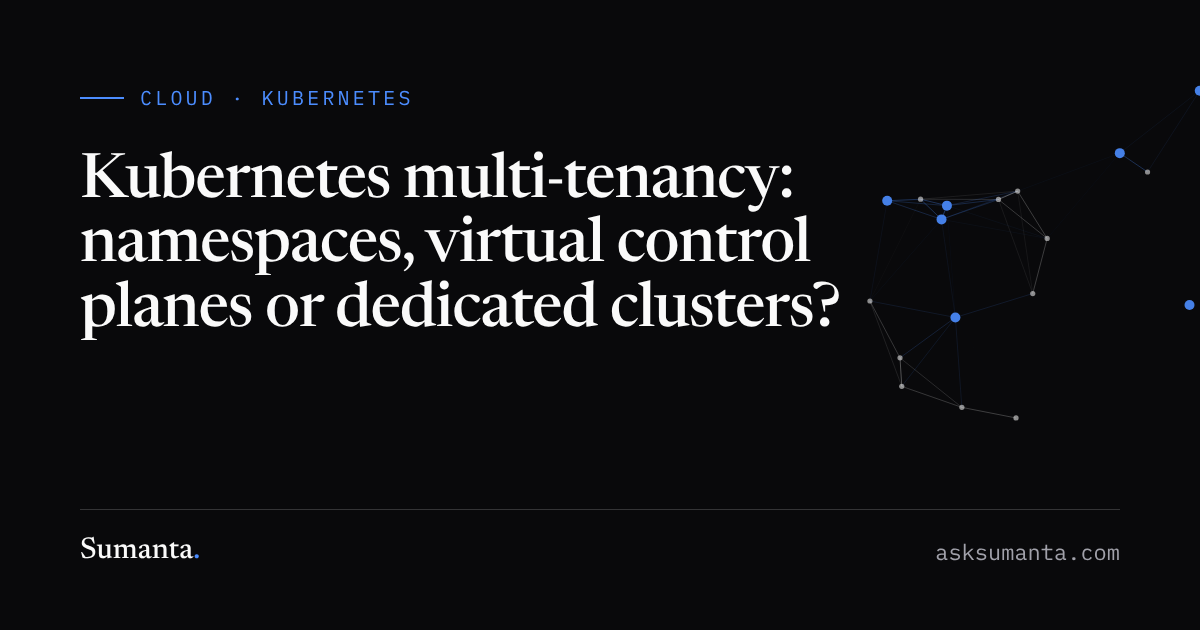 CLOUD · KUBERNETES
Kubernetes multi-tenancy:
namespaces, virtual control
planes or dedicated clusters?
Sumanta.
asksumanta.com